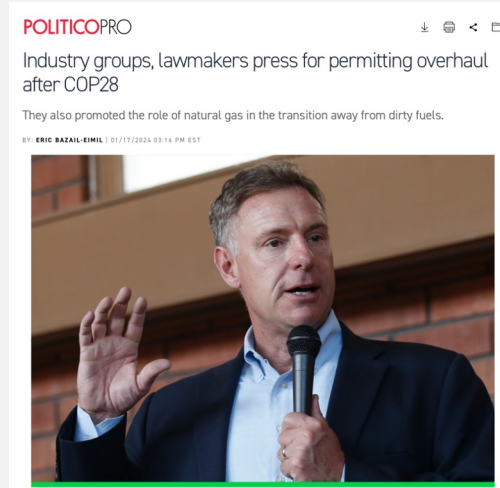 POLITICOPRO
Industry groups, lawmakers press for permitting overhaul
after COP28
They also promoted the role of natural gas in the transition away from dirty fuels.
BY: ERIC BAZAIL-EIMIL | 01/17/2024 03:16 PM EST